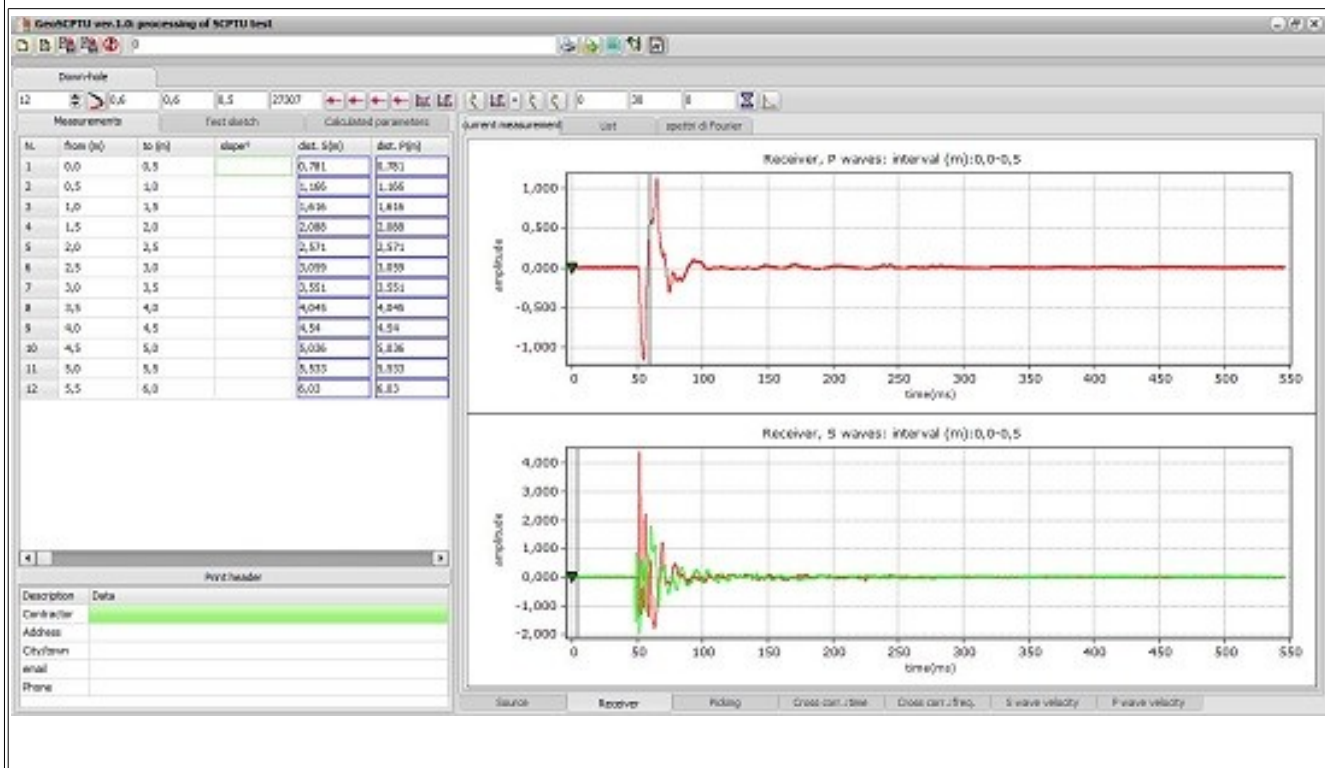 GeoSCPTU ver.1.0: processing of SCPTU test
0
Down-hole
12 0,6 0,6 0,5 27307 0 30 0
Measurements Test sketch Calculated parameters
current measurement List spettri di Fourier
N. from (m) to (m) slope° dist. S(m) dist. P(m)
1 0,0 0,5 0,781 0,781
2 0,5 1,0 1,166 1,166
3 1,0 1,5 1,616 1,616
4 1,5 2,0 2,088 2,088
5 2,0 2,5 2,571 2,571
6 2,5 3,0 3,059 3,059
7 3,0 3,5 3,551 3,551
8 3,5 4,0 4,045 4,045
9 4,0 4,5 4,54 4,54
10 4,5 5,0 5,036 5,036
11 5,0 5,5 5,533 5,533
12 5,5 6,0 6,03 6,03
Print header
Description Data
Contractor
Address
City/town
email
Phone
Receiver, P waves: interval (m):0,0-0,5
amplitude
1,000
0,500
0,000
-0,500
-1,000
0 50 100 150 200 250 300 350 400 450 500 550
time(ms)
Receiver, S waves: interval (m):0,0-0,5
amplitude
4,000
3,000
2,000
1,000
0,000
-1,000
-2,000
0 50 100 150 200 250 300 350 400 450 500 550
time(ms)
Source Receiver Picking Cross corr.:time Cross corr.:freq. S wave velocity P wave velocity